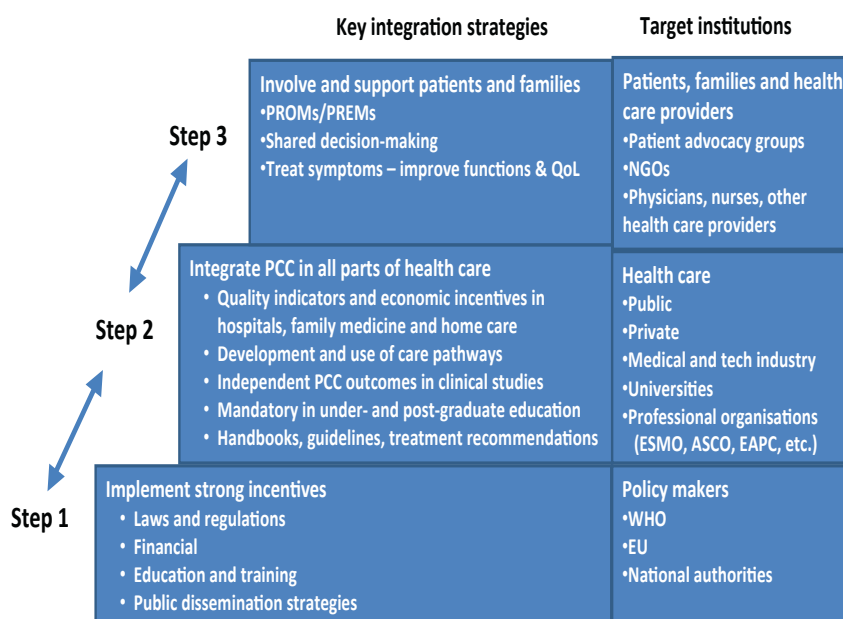 Key integration strategies
Target institutions
Step 3
Involve and support patients and families
•PROMs/PREMs
•Shared decision-making
•Treat symptoms – improve functions & QoL
Patients, families and health
care providers
•Patient advocacy groups
•NGOs
•Physicians, nurses, other
health care providers
Step 2
Integrate PCC in all parts of health care
• Quality indicators and economic incentives in
hospitals, family medicine and home care
• Development and use of care pathways
• Independent PCC outcomes in clinical studies
• Mandatory in under- and post-graduate education
• Handbooks, guidelines, treatment recommendations
Health care
•Public
•Private
•Medical and tech industry
•Universities
•Professional organisations
(ESMO, ASCO, EAPC, etc.)
Step 1
Implement strong incentives
• Laws and regulations
• Financial
• Education and training
• Public dissemination strategies
Policy makers
•WHO
•EU
•National authorities